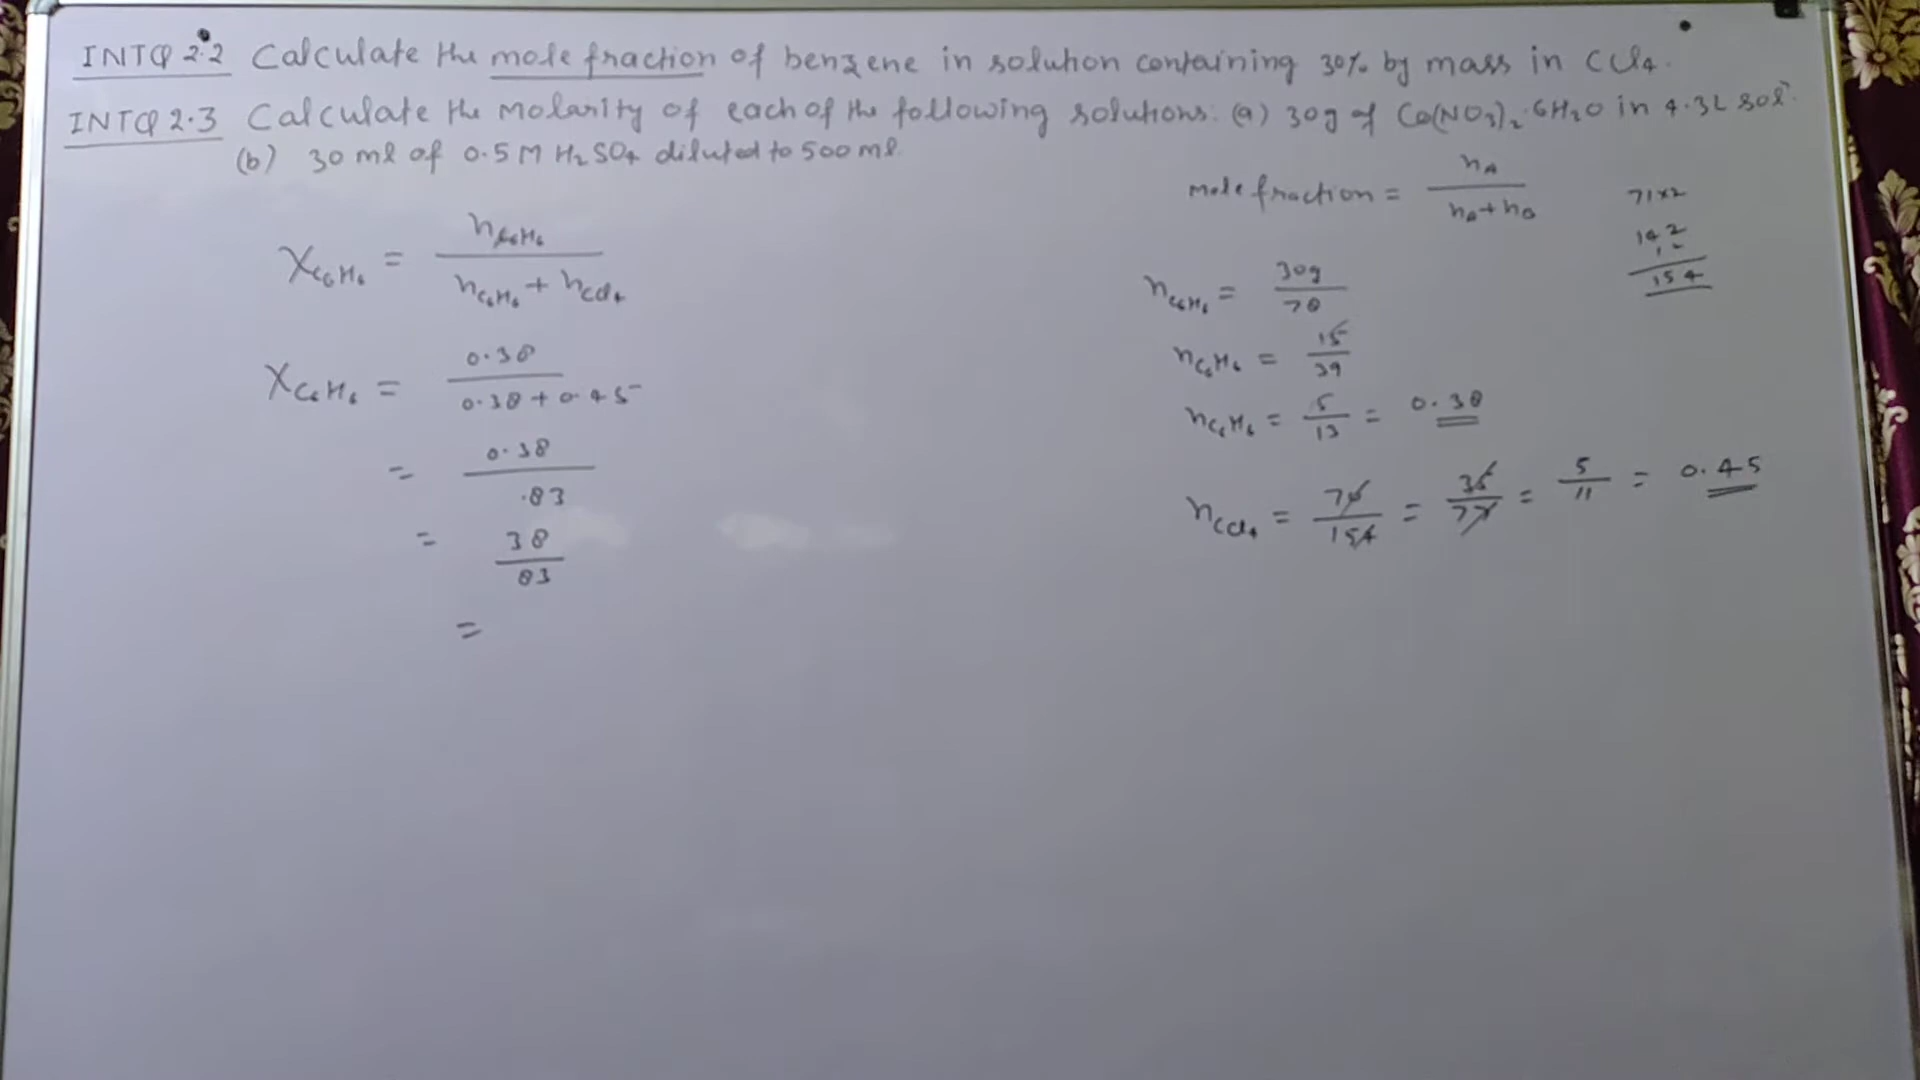 INTQ 2.2 Calculate the mole fraction of benzene in solution containing 30% by mass in CCl4.
INTQ 2.3 Calculate the Molarity of each of the following solutions: (a) 30g of Co(NO3)2.6H2O in 4.3L sol.
(b) 30 ml of 0.5 M H2SO4 diluted to 500 ml.
XC6H6 = nC6H6 / nC6H6 + nCCl4
XC6H6 = 0.38 / 0.38 + 0.45
= 0.38 / .83
= 38 / 83
=
mole fraction = nA / nA + nB
71×2
142
12
154
nC6H6 = 30g / 78
nC6H6 = 15 / 39
nC6H6 = 5 / 13 = 0.38
nCCl4 = 70 / 154 = 35 / 77 = 5 / 11 = 0.45